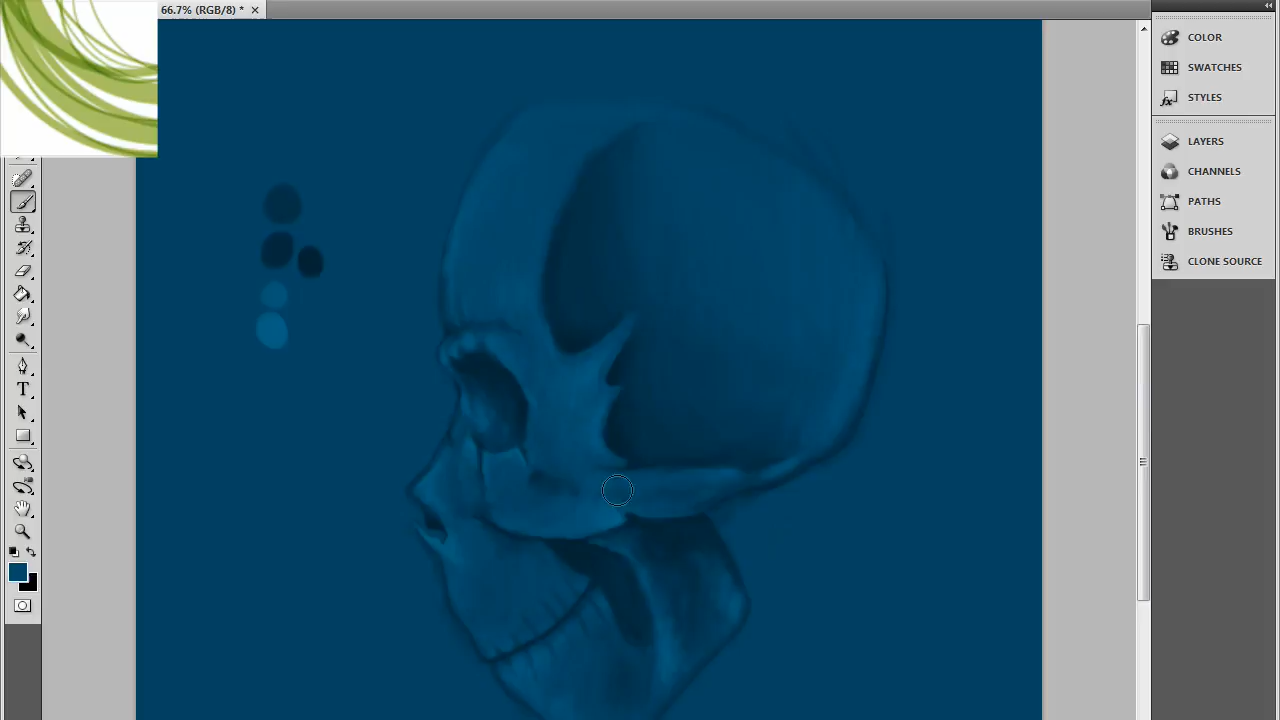 66.7% (RGB/8) *
COLOR
SWATCHES
STYLES
LAYERS
CHANNELS
PATHS
BRUSHES
CLONE SOURCE